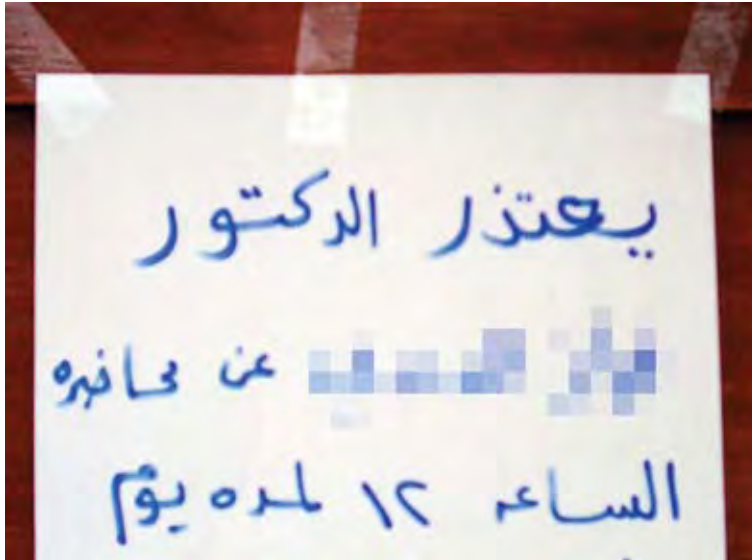 يعتذر الدكتور
عن محاضره
الساعه ١٢ لمده يوم